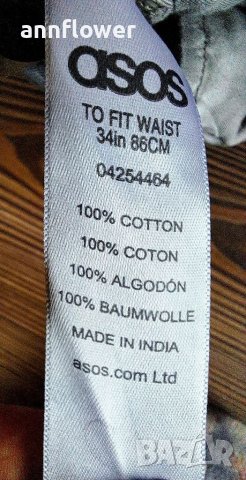 annflower
asos
TO FIT WAIST
34in 86CM
04254464
100% COTTON
100% COTON
100% ALGODÓN
100% BAUMWOLLE
MADE IN INDIA
asos.com Ltd
BAZAR